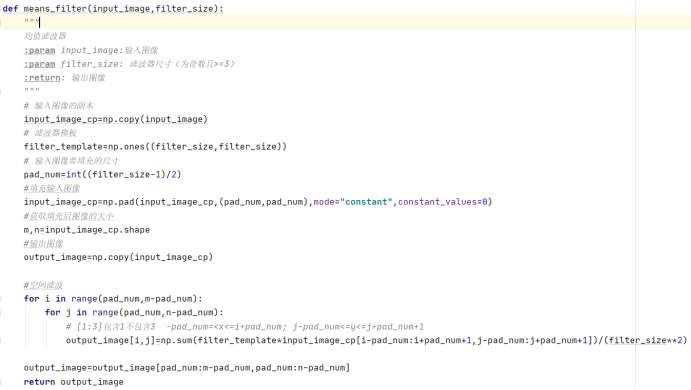 def means_filter(input_image,filter_size):
"""
均值滤波器
:param input_image:输入图像
:param filter_size: 滤波器尺寸（为奇数且>=3）
:return: 输出图像
"""
# 输入图像的副本
input_image_cp=np.copy(input_image)
# 滤波器模板
filter_template=np.ones((filter_size,filter_size))
# 输入图像要填充的尺寸
pad_num=int((filter_size-1)/2)
#填充输入图像
input_image_cp=np.pad(input_image_cp,(pad_num,pad_num),mode="constant",constant_values=0)
#获取填充后图像的大小
m,n=input_image_cp.shape
#输出图像
output_image=np.copy(input_image_cp)
#空间滤波
for i in range(pad_num,m-pad_num):
for j in range(pad_num,n-pad_num):
# [1:3]包含1不包含3  -pad_num=<x<=i+pad_num; j-pad_num<=y<=j+pad_num+1
output_image[i,j]=np.sum(filter_template*input_image_cp[i-pad_num:i+pad_num+1,j-pad_num:j+pad_num+1])/(filter_size**2)
output_image=output_image[pad_num:m-pad_num,pad_num:n-pad_num]
return output_image